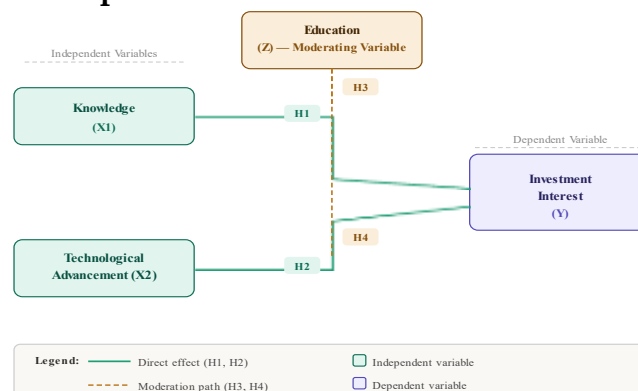 Education
(Z) — Moderating Variable
Independent Variables
H3
Knowledge
(X1)
H1
Dependent Variable
Investment
Interest
(Y)
H4
Technological
Advancement (X2)
H2
Legend:
Direct effect (H1, H2)
Independent variable
Moderation path (H3, H4)
Dependent variable